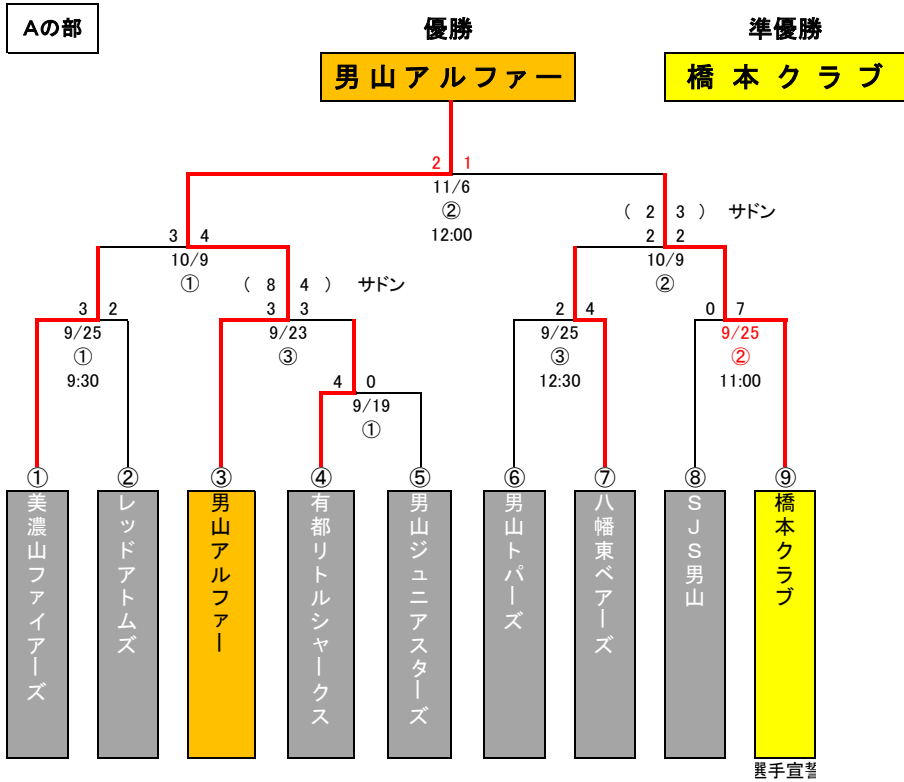 Aの部
優勝
準優勝
男山アルファー
橋本クラブ
2 1
11/6
②
12:00
( 2 3 ) サドン
3 4
2 2
10/9
①
10/9
②
( 8 4 ) サドン
3 2
3 3
2 4
0 7
9/25
①
9:30
9/23
③
9/25
③
12:30
9/25
②
11:00
4 0
9/19
①
①
②
③
④
⑤
⑥
⑦
⑧
⑨
美濃山ファイアーズ
レッドアトムズ
男山アルファー
有都リトルシャークス
男山ジュニアスターズ
男山トパーズ
八幡東ベアーズ
SJS男山
橋本クラブ
選手宣誓